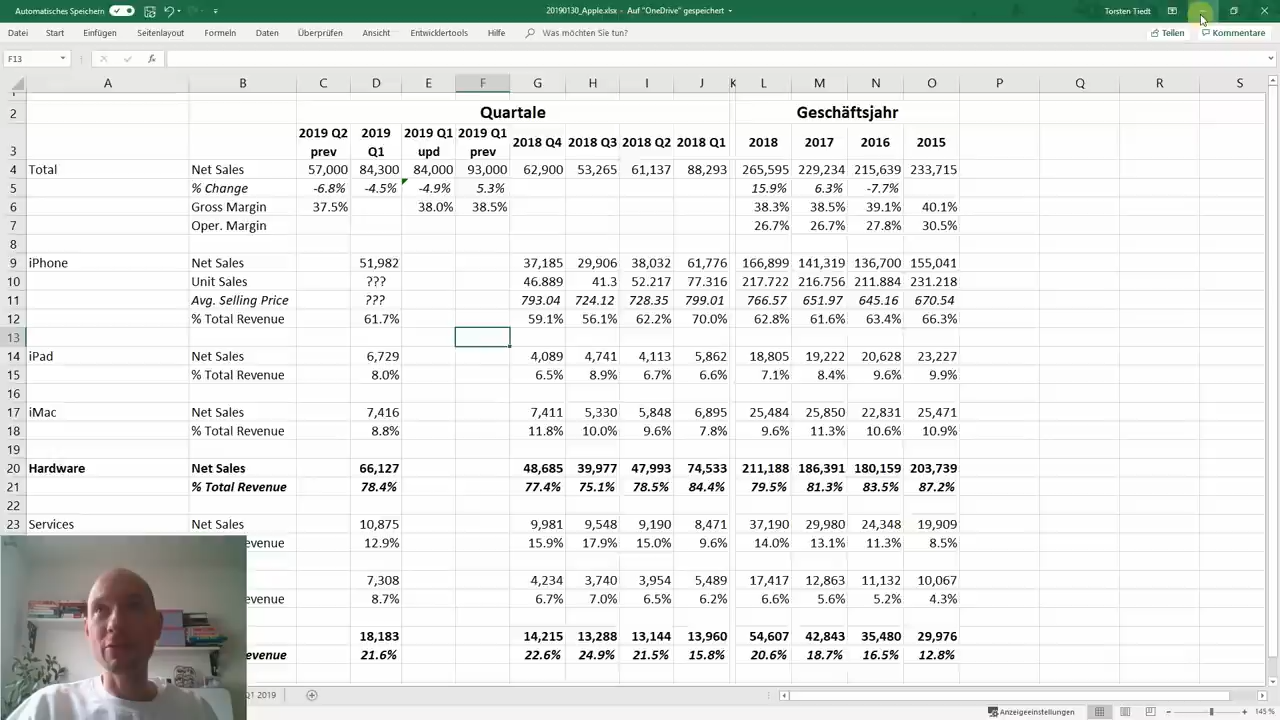 Automatisches Speichern
20190130_Apple.xlsx - Auf "OneDrive" gespeichert
Torsten Tiedt
Datei Start Einfügen Seitenlayout Formeln Daten Überprüfen Ansicht Entwicklertools Hilfe Was möchten Sie tun? Teilen Kommentare
F13 fx
A B C D E F G H I J K L M N O P Q R S
2 Quartale Geschäftsjahr
3 2019 Q2 prev 2019 Q1 2019 Q1 upd 2019 Q1 prev 2018 Q4 2018 Q3 2018 Q2 2018 Q1 2018 2017 2016 2015
4 Total Net Sales 57,000 84,300 84,000 93,000 62,900 53,265 61,137 88,293 265,595 229,234 215,639 233,715
5 % Change -6.8% -4.5% -4.9% 5.3% 15.9% 6.3% -7.7%
6 Gross Margin 37.5% 38.0% 38.5% 38.3% 38.5% 39.1% 40.1%
7 Oper. Margin 26.7% 26.7% 27.8% 30.5%
8
9 iPhone Net Sales 51,982 37,185 29,906 38,032 61,776 166,899 141,319 136,700 155,041
10 Unit Sales ??? 46.889 41.3 52.217 77.316 217.722 216.756 211.884 231.218
11 Avg. Selling Price ??? 793.04 724.12 728.35 799.01 766.57 651.97 645.16 670.54
12 % Total Revenue 61.7% 59.1% 56.1% 62.2% 70.0% 62.8% 61.6% 63.4% 66.3%
13
14 iPad Net Sales 6,729 4,089 4,741 4,113 5,862 18,805 19,222 20,628 23,227
15 % Total Revenue 8.0% 6.5% 8.9% 6.7% 6.6% 7.1% 8.4% 9.6% 9.9%
16
17 iMac Net Sales 7,416 7,411 5,330 5,848 6,895 25,484 25,850 22,831 25,471
18 % Total Revenue 8.8% 11.8% 10.0% 9.6% 7.8% 9.6% 11.3% 10.6% 10.9%
19
20 Hardware Net Sales 66,127 48,685 39,977 47,993 74,533 211,188 186,391 180,159 203,739
21 % Total Revenue 78.4% 77.4% 75.1% 78.5% 84.4% 79.5% 81.3% 83.5% 87.2%
22
23 Services Net Sales 10,875 9,981 9,548 9,190 8,471 37,190 29,980 24,348 19,909
evenue 12.9% 15.9% 17.9% 15.0% 9.6% 14.0% 13.1% 11.3% 8.5%
7,308 4,234 3,740 3,954 5,489 17,417 12,863 11,132 10,067
evenue 8.7% 6.7% 7.0% 6.5% 6.2% 6.6% 5.6% 5.2% 4.3%
18,183 14,215 13,288 13,144 13,960 54,607 42,843 35,480 29,976
evenue 21.6% 22.6% 24.9% 21.5% 15.8% 20.6% 18.7% 16.5% 12.8%
Q1 2019
Anzeigeeinstellungen 145 %